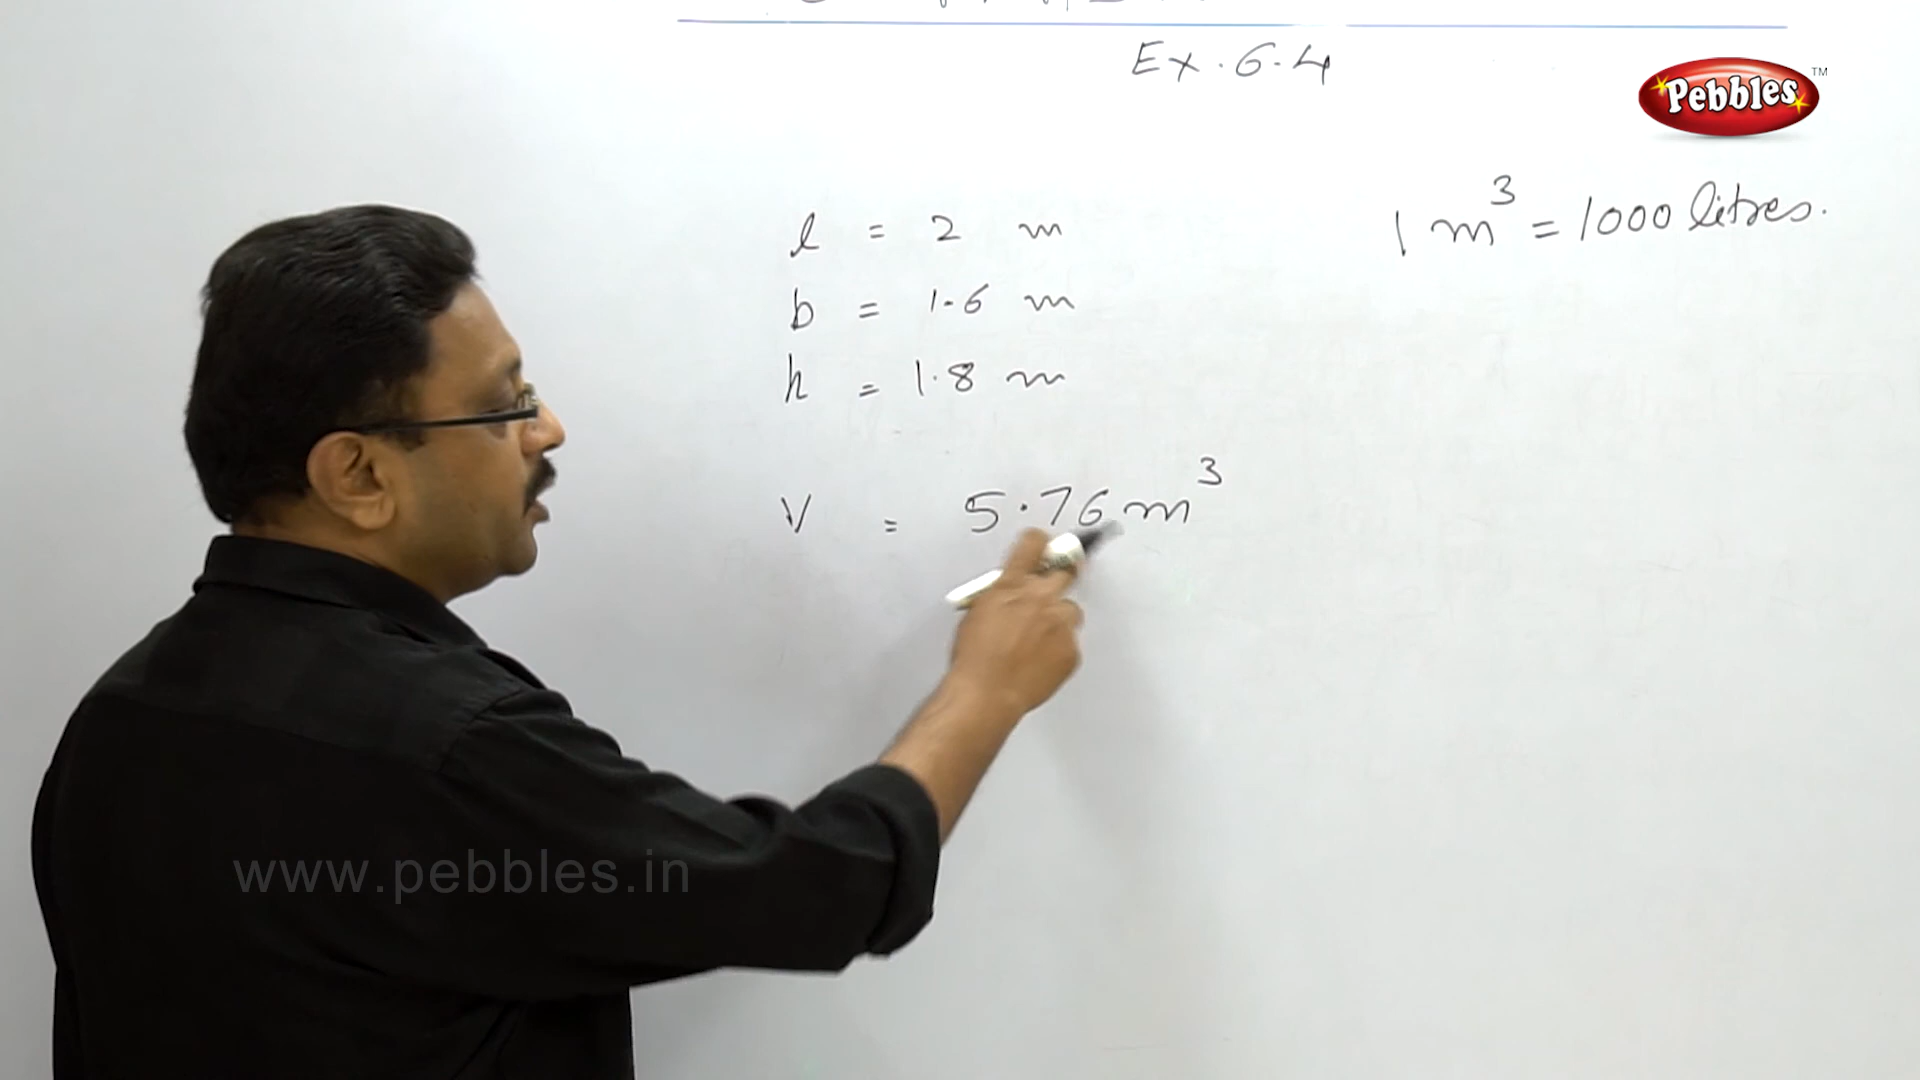 Ex. 6.4
Pebbles TM
l = 2 m
1 m³ = 1000 litres.
b = 1.6 m
h = 1.8 m
V = 5.76 m³
www.pebbles.in